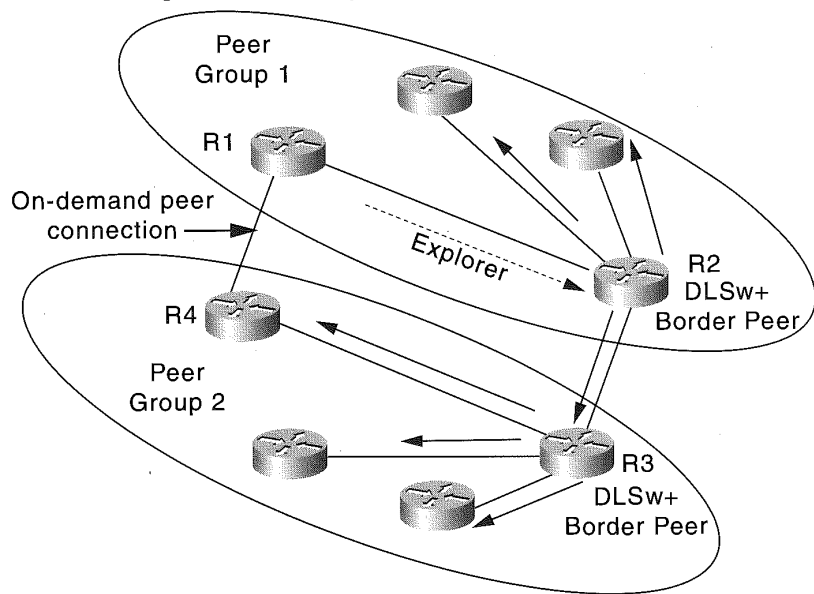 Peer
Group 1
R1
On-demand peer
connection
Explorer
R2
DLSw+
Border Peer
R4
Peer
Group 2
R3
DLSw+
Border Peer